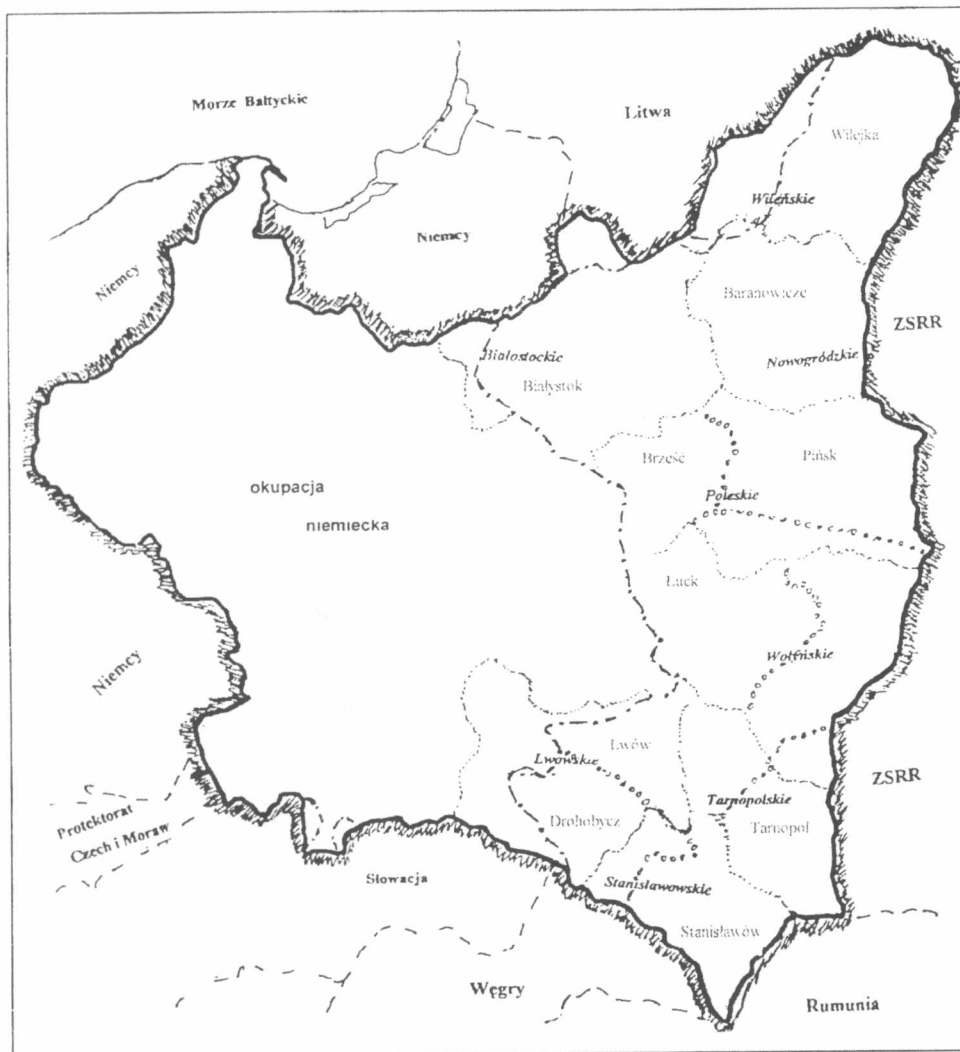 Morze Bałtyckie
Litwa
Wilejka
Wileńskie
Niemcy
Niemcy
Baranowicze
ZSRR
Białostockie
Nowogródzkie
Białystok
Brześć
Pińsk
okupacja
niemiecka
Poleskie
Łuck
Niemcy
Wołyńskie
Lwów
Lwowskie
ZSRR
Tarnopolskie
Protektorat
Czech i Moraw
Drohobycz
Tarnopol
Słowacja
Stanisławowskie
Stanisławów
Węgry
Rumunia